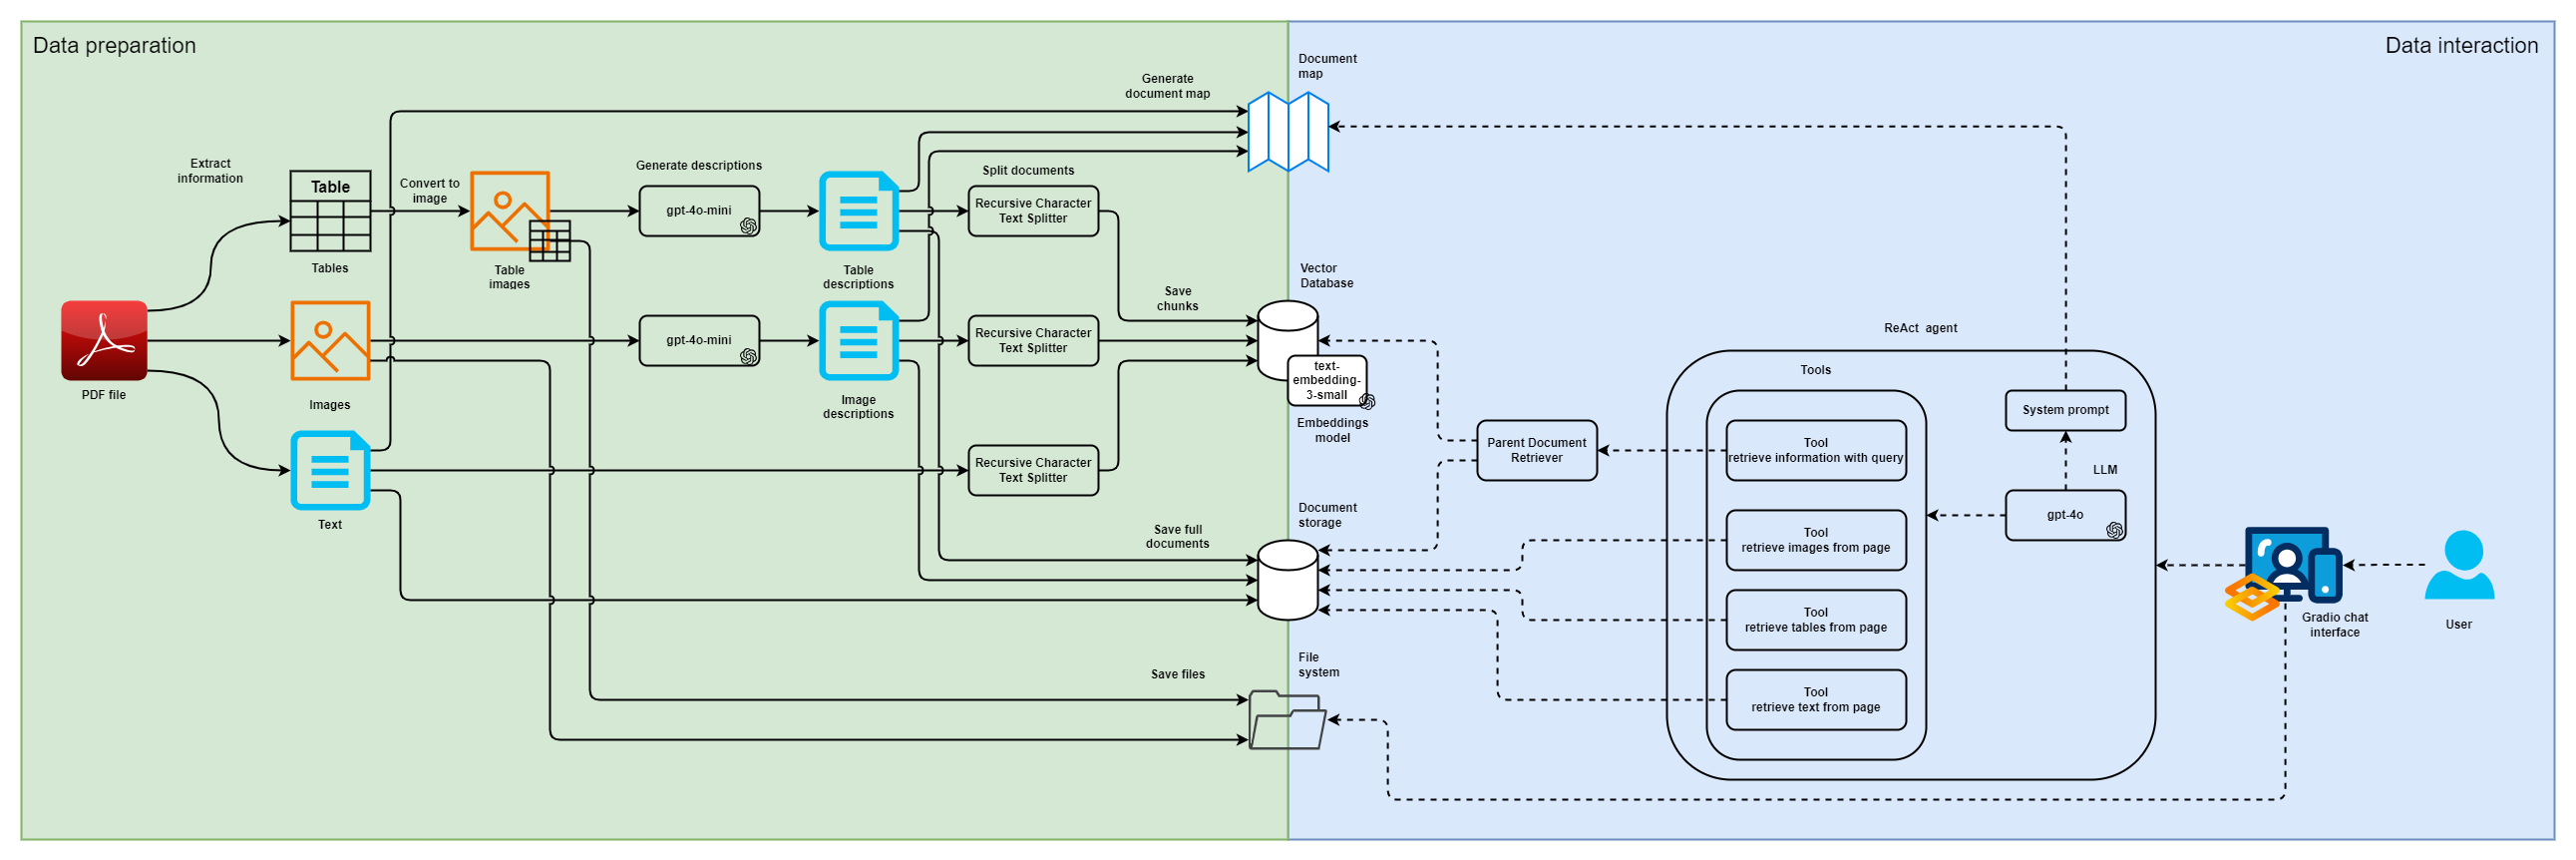 Data preparation
Data interaction
Document
map
Generate
document map
Extract
information
Table
Convert to
image
Generate descriptions
Split documents
gpt-4o-mini
Recursive Character
Text Splitter
Tables
Table
images
Table
descriptions
Vector
Database
Save
chunks
PDF file
Images
gpt-4o-mini
Image
descriptions
Recursive Character
Text Splitter
text-
embedding-
3-small
Embeddings
model
Recursive Character
Text Splitter
Text
Save full
documents
Document
storage
Save files
File
system
Parent Document
Retriever
ReAct agent
Tools
Tool
retrieve information with query
Tool
retrieve images from page
Tool
retrieve tables from page
Tool
retrieve text from page
System prompt
LLM
gpt-4o
Gradio chat
interface
User